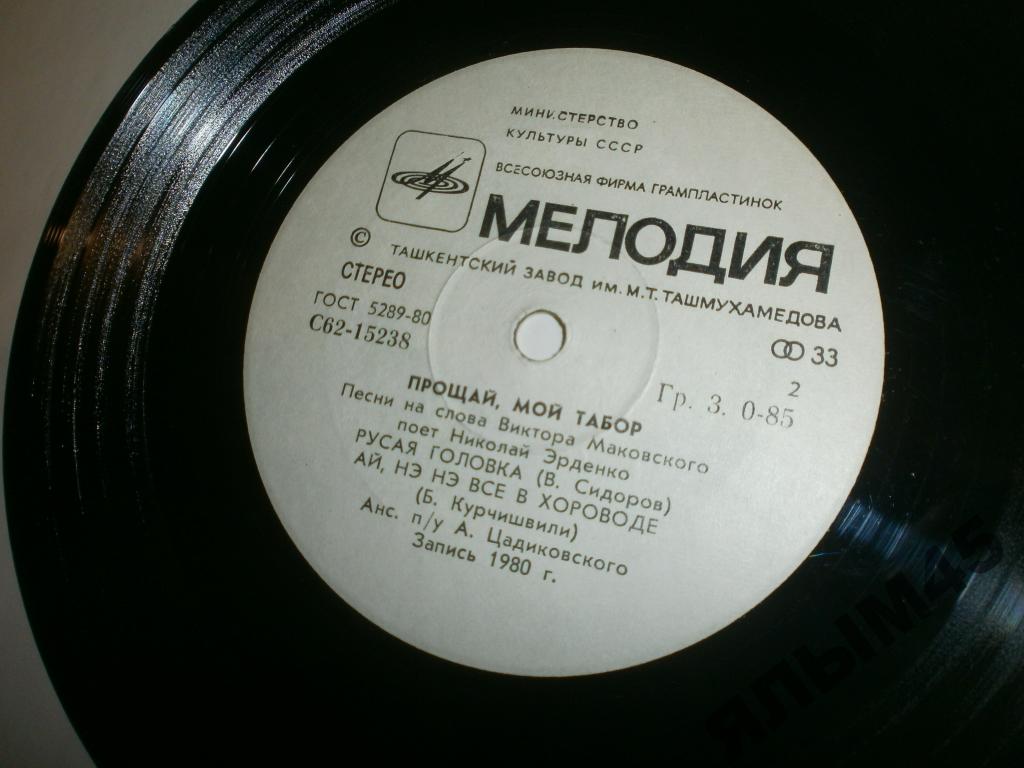 МИНИСТЕРСТВО
КУЛЬТУРЫ СССР
ВСЕСОЮЗНАЯ ФИРМА ГРАМПЛАСТИНОК
МЕЛОДИЯ
© ТАШКЕНТСКИЙ ЗАВОД ИМ. М.Т. ТАШМУХАМЕДОВА
СТЕРЕО
ГОСТ 5289-80
С62-15238
33
2
Гр. 3. 0-85
ПРОЩАЙ, МОЙ ТАБОР
Песни на слова Виктора Маковского
поет Николай Эрденко
РУСАЯ ГОЛОВКА (В. Сидоров)
АЙ, НЭ НЭ ВСЕ В ХОРОВОДЕ
(Б. Курчишвили)
Анс. п/у А. Цадиковского
Запись 1980 г.
ЯЛЫМ45